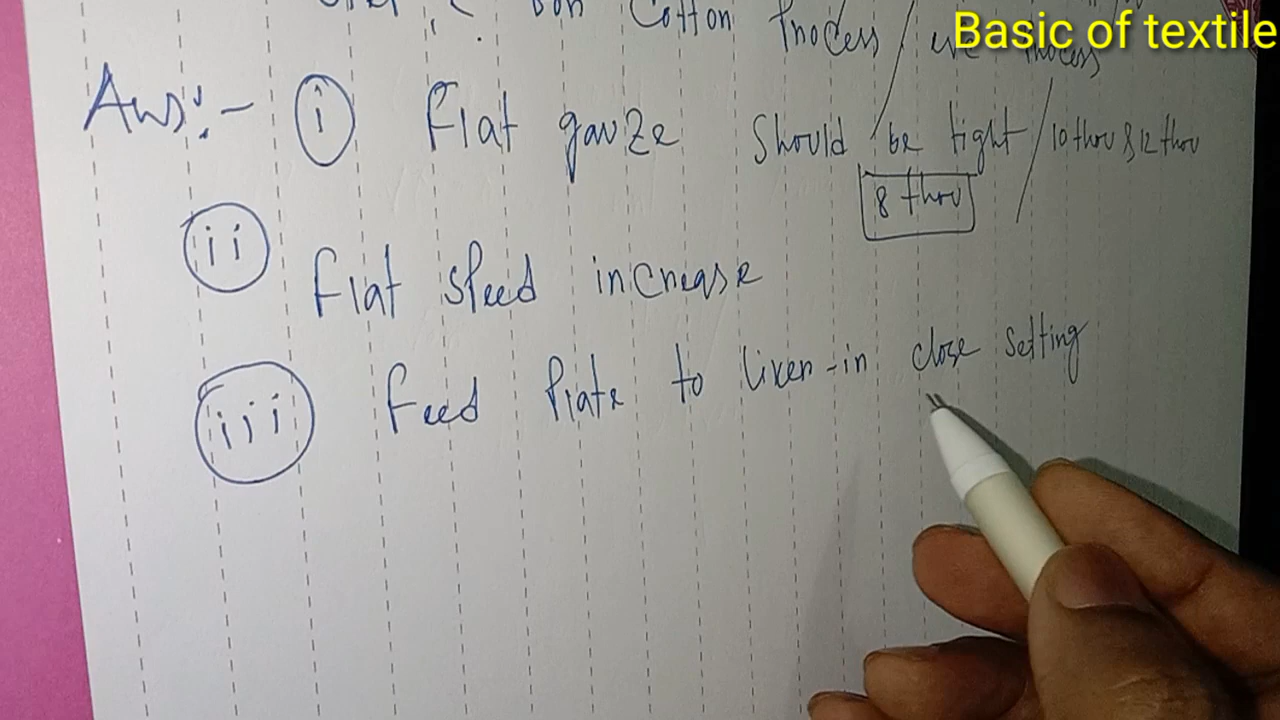 Basic of textile
Cotton Process /
Ans:- (i) Flat gauze Should be tight / 10 thou & 12 thou
8 thou
(ii) Flat speed increase
(iii) Feed Plate to liker-in close setting